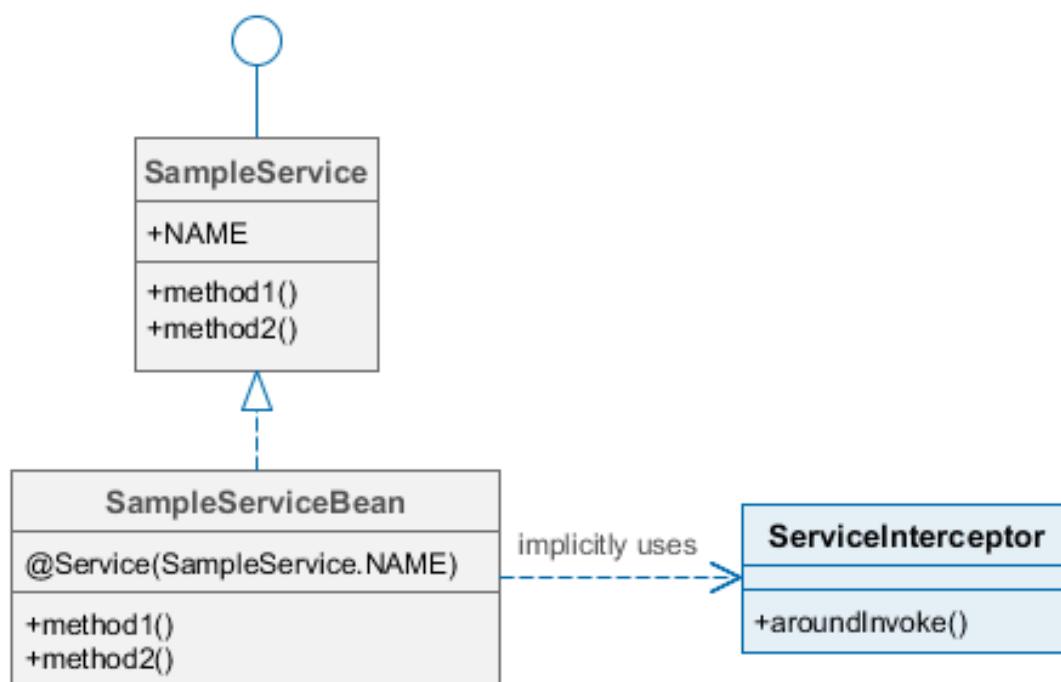 SampleService
+NAME
+method1()
+method2()
SampleServiceBean
@Service(SampleService.NAME)
+method1()
+method2()
implicitly uses
ServiceInterceptor
+aroundInvoke()